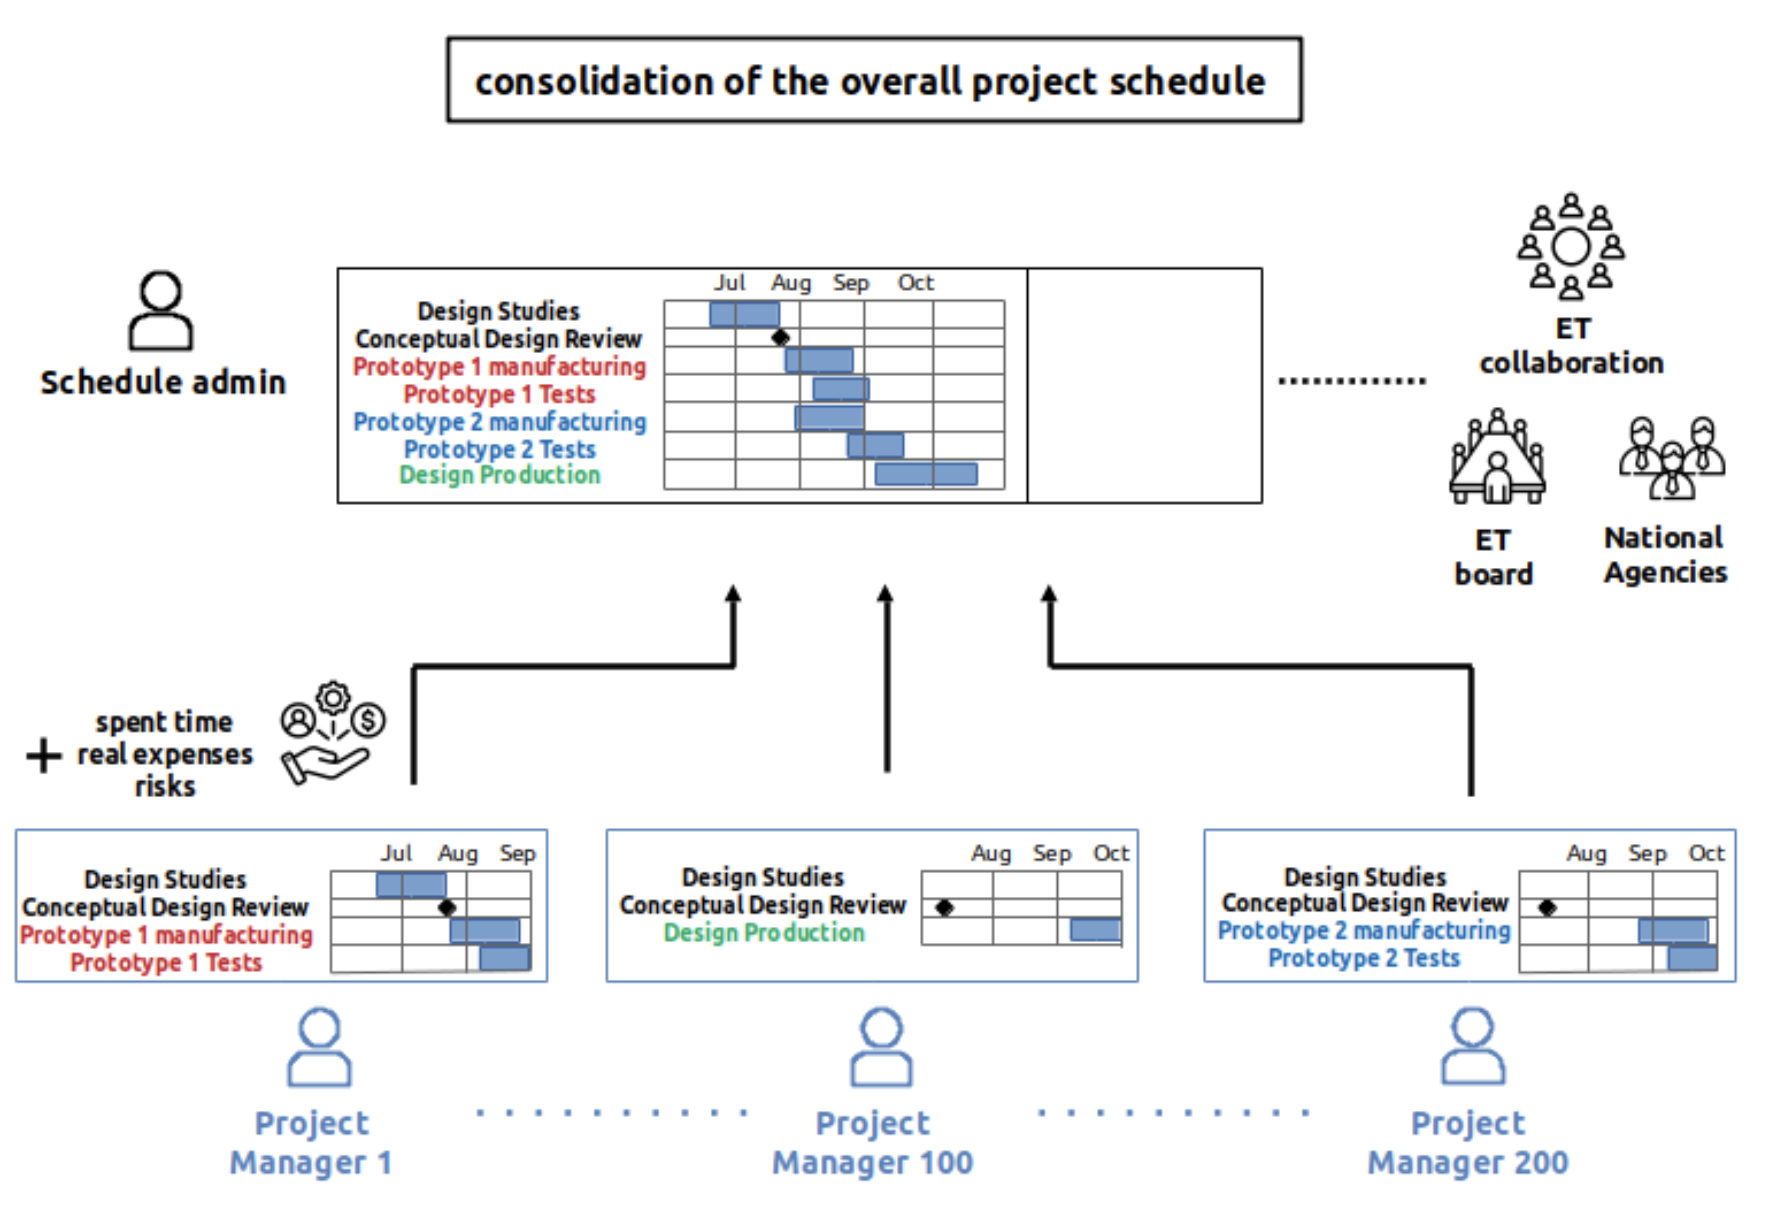 consolidation of the overall project schedule
Schedule admin
Jul Aug Sep Oct
Design Studies
Conceptual Design Review
Prototype 1 manufacturing
Prototype 1 Tests
Prototype 2 manufacturing
Prototype 2 Tests
Design Production
ET
collaboration
ET
board
National
Agencies
+ spent time
real expenses
risks
$
Jul Aug Sep
Design Studies
Conceptual Design Review
Prototype 1 manufacturing
Prototype 1 Tests
Aug Sep Oct
Design Studies
Conceptual Design Review
Design Production
Aug Sep Oct
Design Studies
Conceptual Design Review
Prototype 2 manufacturing
Prototype 2 Tests
Project
Manager 1
Project
Manager 100
Project
Manager 200